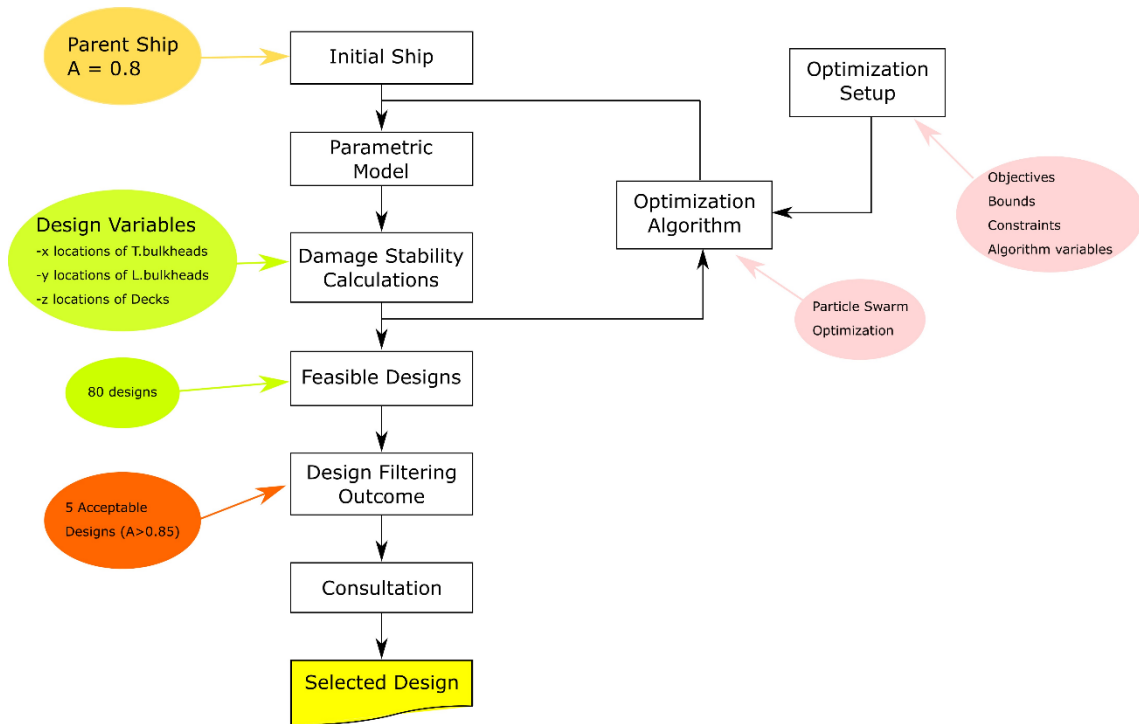 Parent Ship
A = 0.8
Initial Ship
Optimization
Setup
Parametric
Model
Objectives
Bounds
Constraints
Algorithm variables
Optimization
Algorithm
Design Variables
-x locations of T.bulkheads
-y locations of L.bulkheads
-z locations of Decks
Damage Stability
Calculations
Particle Swarm
Optimization
80 designs
Feasible Designs
5 Acceptable
Designs (A>0.85)
Design Filtering
Outcome
Consultation
Selected Design